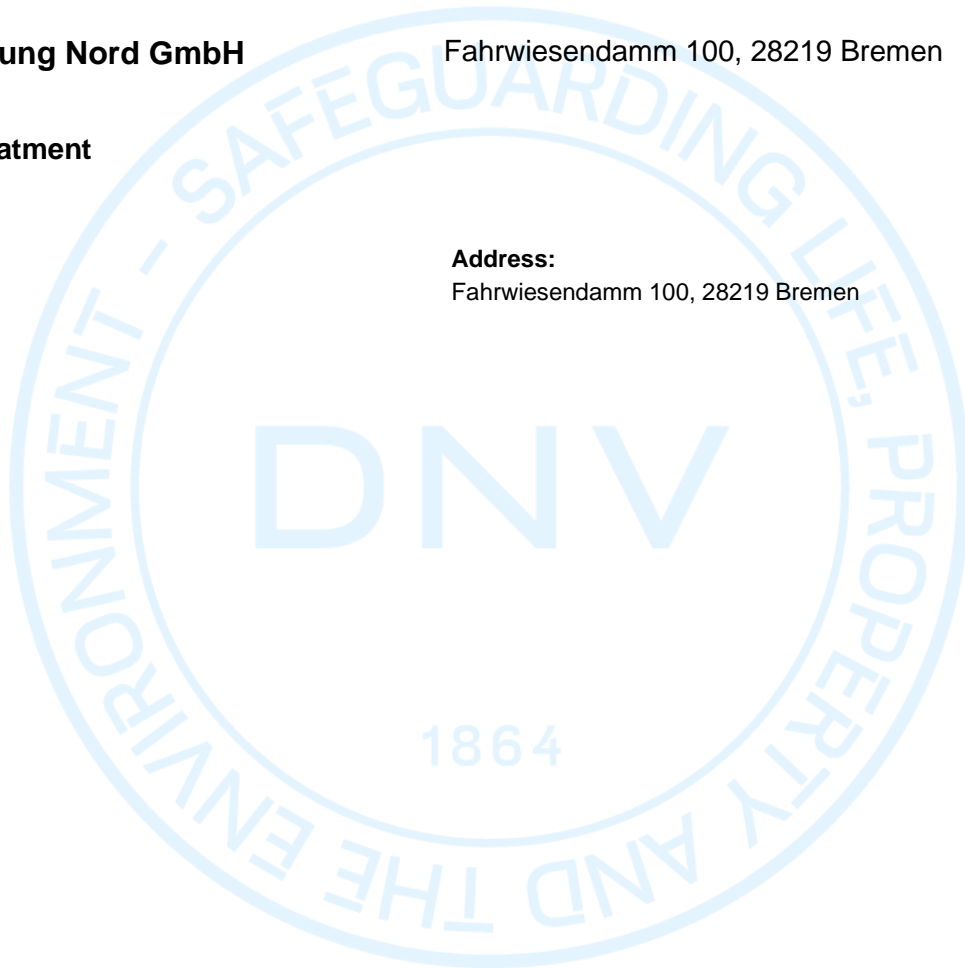 ung Nord GmbH Fahrwiesendamm 100, 28219 Bremen
atment
Address:
Fahrwiesendamm 100, 28219 Bremen
SAFEGUARDING LIFE, PROPERTY AND THE ENVIRONMENT –
DNV
1864